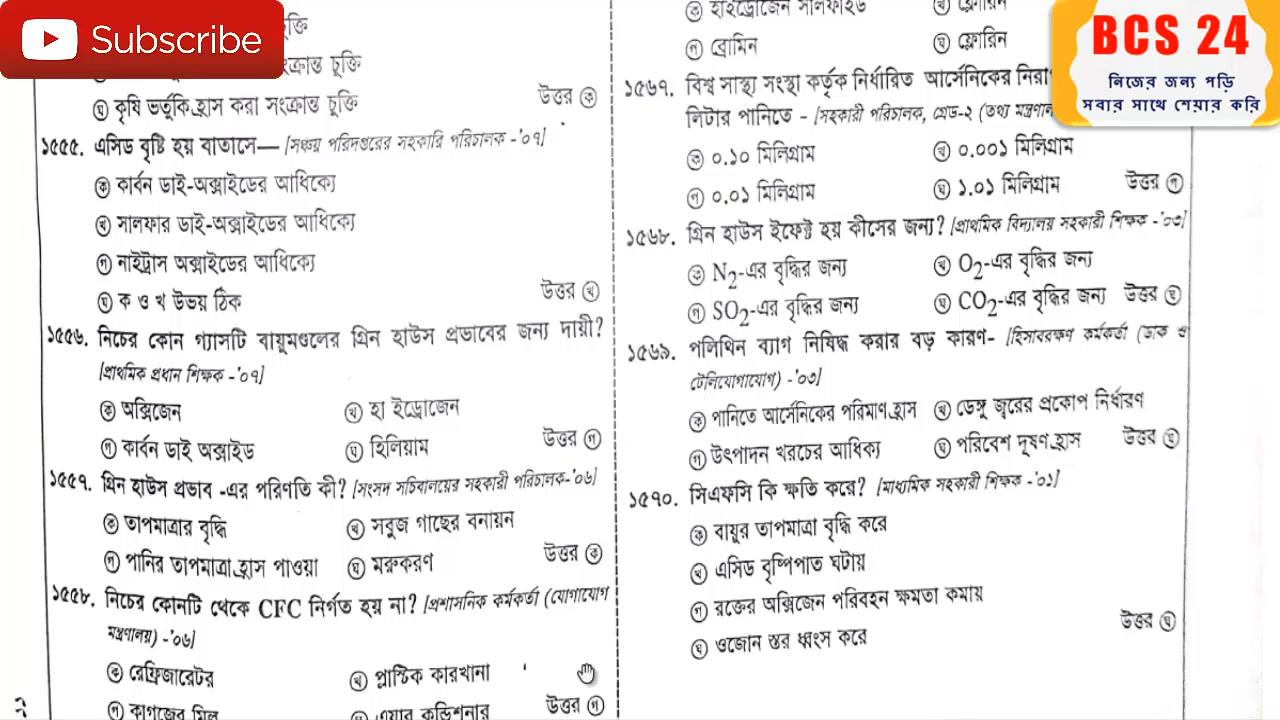 Subscribe
চুক্তি
ক্রান্ত চুক্তি
ঘ কৃষি ভর্তুকি হ্রাস করা সংক্রান্ত চুক্তি উত্তর ক
১৫৫৫. এসিড বৃষ্টি হয় বাতাসে— [সঞ্চয় পরিদপ্তরের সহকারি পরিচালক -'০৭]
ক কার্বন ডাই-অক্সাইডের আধিক্যে
খ সালফার ডাই-অক্সাইডের আধিক্যে
গ নাইট্রাস অক্সাইডের আধিক্যে
ঘ ক ও খ উভয় ঠিক উত্তর খ
১৫৫৬. নিচের কোন গ্যাসটি বায়ুমণ্ডলের গ্রিন হাউস প্রভাবের জন্য দায়ী?
[প্রাথমিক প্রধান শিক্ষক -'০৭]
ক অক্সিজেন খ হা ইড্রোজেন
গ কার্বন ডাই অক্সাইড ঘ হিলিয়াম উত্তর গ
১৫৫৭. গ্রিন হাউস প্রভাব -এর পরিণতি কী? [সংসদ সচিবালয়ের সহকারী পরিচালক-'০৬]
ক তাপমাত্রার বৃদ্ধি খ সবুজ গাছের বনায়ন
গ পানির তাপমাত্রা হ্রাস পাওয়া ঘ মরুকরণ উত্তর ক
১৫৫৮. নিচের কোনটি থেকে CFC নির্গত হয় না? [প্রশাসনিক কর্মকর্তা (যোগাযোগ
মন্ত্রণালয়) -'০৬]
ক রেফ্রিজারেটর খ প্লাস্টিক কারখানা
গ কাগজের মিল ঘ এয়ার কন্ডিশনার উত্তর গ
ক হাইড্রোজেন সালফাইড খ ক্লোরিন
গ ব্রোমিন ঘ ফ্লোরিন
১৫৬৭. বিশ্ব সাস্থ্য সংস্থা কর্তৃক নির্ধারিত আর্সেনিকের
লিটার পানিতে - [সহকারী পরিচালক, গ্রেড-২ (তথ্য
ক ০.১০ মিলিগ্রাম খ ০.০০১ মিলিগ্রাম
গ ০.০১ মিলিগ্রাম ঘ ১.০১ মিলিগ্রাম উত্তর গ
১৫৬৮. গ্রিন হাউস ইফেক্ট হয় কীসের জন্য? [প্রাথমিক বিদ্যালয় সহকারী শিক্ষক -'০৩]
ক N2-এর বৃদ্ধির জন্য খ O2-এর বৃদ্ধির জন্য
গ SO2-এর বৃদ্ধির জন্য ঘ CO2-এর বৃদ্ধির জন্য উত্তর ঘ
১৫৬৯. পলিথিন ব্যাগ নিষিদ্ধ করার বড় কারণ- [হিসাবরক্ষণ কর্মকর্তা (ডাক ও
টেলিযোগাযোগ) -'০৩]
ক পানিতে আর্সেনিকের পরিমাণ হ্রাস খ ডেঙ্গু জ্বরের প্রকোপ নির্ধারণ
গ উৎপাদন খরচের আধিক্য ঘ পরিবেশ দূষণ হ্রাস উত্তর ঘ
১৫৭০. সিএফসি কি ক্ষতি করে? [মাধ্যমিক সহকারী শিক্ষক -'০১]
ক বায়ুর তাপমাত্রা বৃদ্ধি করে
খ এসিড বৃষ্পিপাত ঘটায়
গ রক্তের অক্সিজেন পরিবহন ক্ষমতা কমায়
ঘ ওজোন স্তর ধ্বংস করে উত্তর ঘ
BCS 24
নিজের জন্য পড়ি
সবার সাথে শেয়ার করি